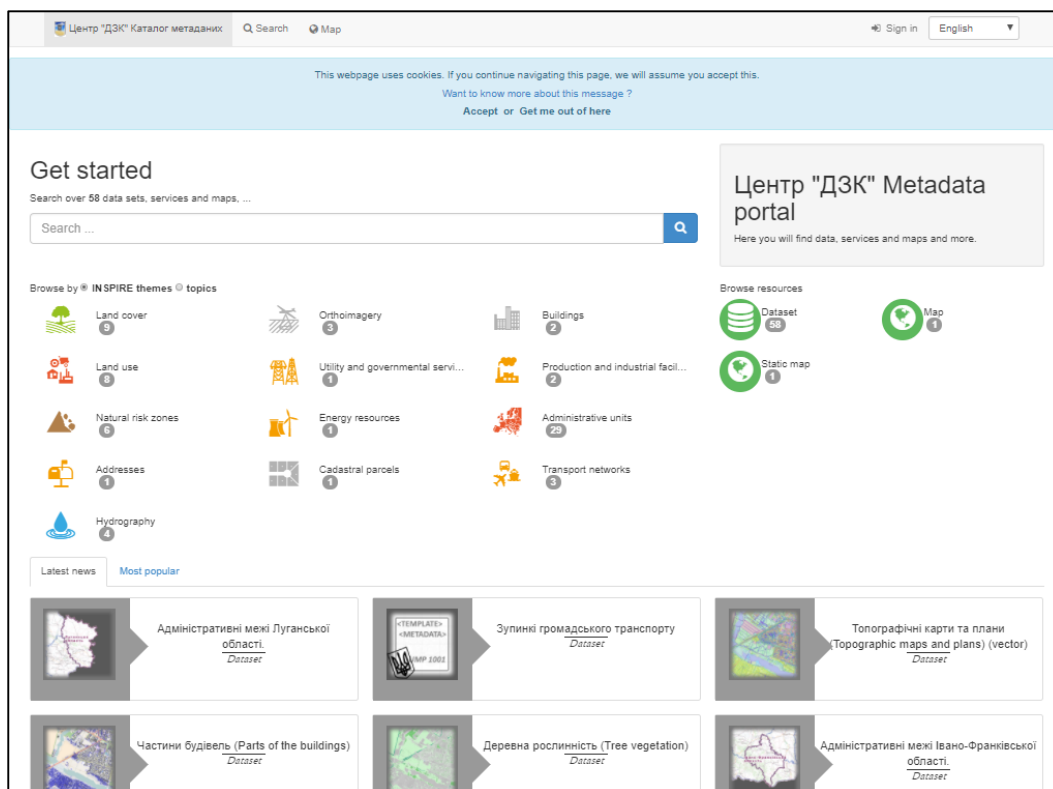 Центр "ДЗК" Каталог метаданих Search Map Sign in English
This webpage uses cookies. If you continue navigating this page, we will assume you accept this.
Want to know more about this message ?
Accept or Get me out of here
Get started
Search over 58 data sets, services and maps, ...
Search ...
Центр "ДЗК" Metadata
portal
Here you will find data, services and maps and more.
Browse by INSPIRE themes topics
Land cover
9
Orthoimagery
3
Buildings
2
Land use
8
Utility and governmental servi...
1
Production and industrial facil...
2
Natural risk zones
6
Energy resources
1
Administrative units
29
Addresses
1
Cadastral parcels
1
Transport networks
3
Hydrography
4
Browse resources
Dataset
58
Map
1
Static map
1
Latest news Most popular
Адміністративні межі Луганської
області.
Dataset
<TEMPLATE>
<METADATA>
Зупинкі громадського транспорту
Dataset
Топографічні карти та плани
(Topographic maps and plans) (vector)
Dataset
Частини будівель (Parts of the buildings)
Dataset
Деревна рослинність (Tree vegetation)
Dataset
Адміністративні межі Івано-Франківської
області.
Dataset